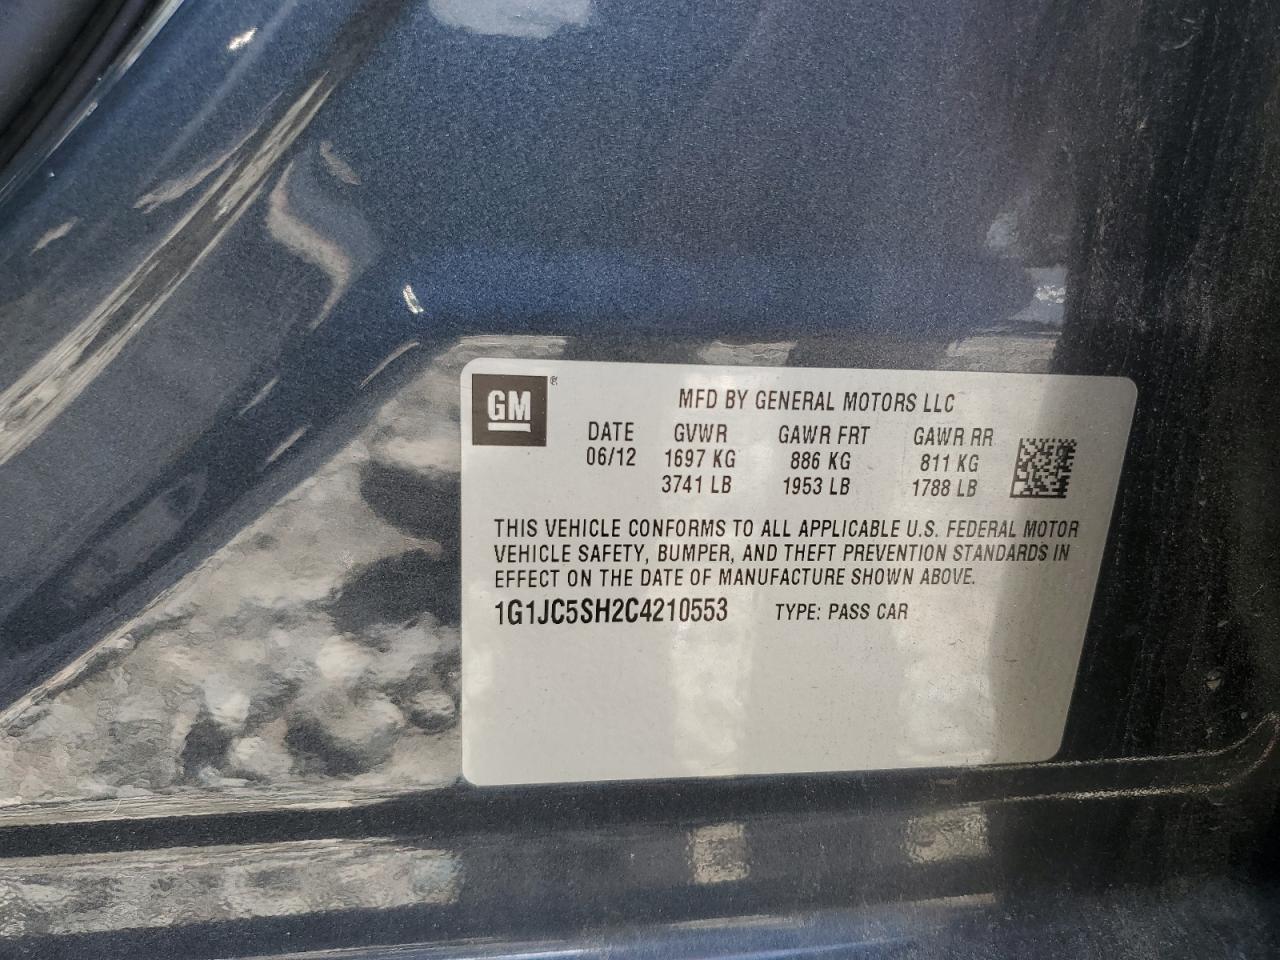 GM ®
MFD BY GENERAL MOTORS LLC
DATE GVWR GAWR FRT GAWR RR
06/12 1697 KG 886 KG 811 KG
3741 LB 1953 LB 1788 LB
THIS VEHICLE CONFORMS TO ALL APPLICABLE U.S. FEDERAL MOTOR
VEHICLE SAFETY, BUMPER, AND THEFT PREVENTION STANDARDS IN
EFFECT ON THE DATE OF MANUFACTURE SHOWN ABOVE.
1G1JC5SH2C4210553 TYPE: PASS CAR